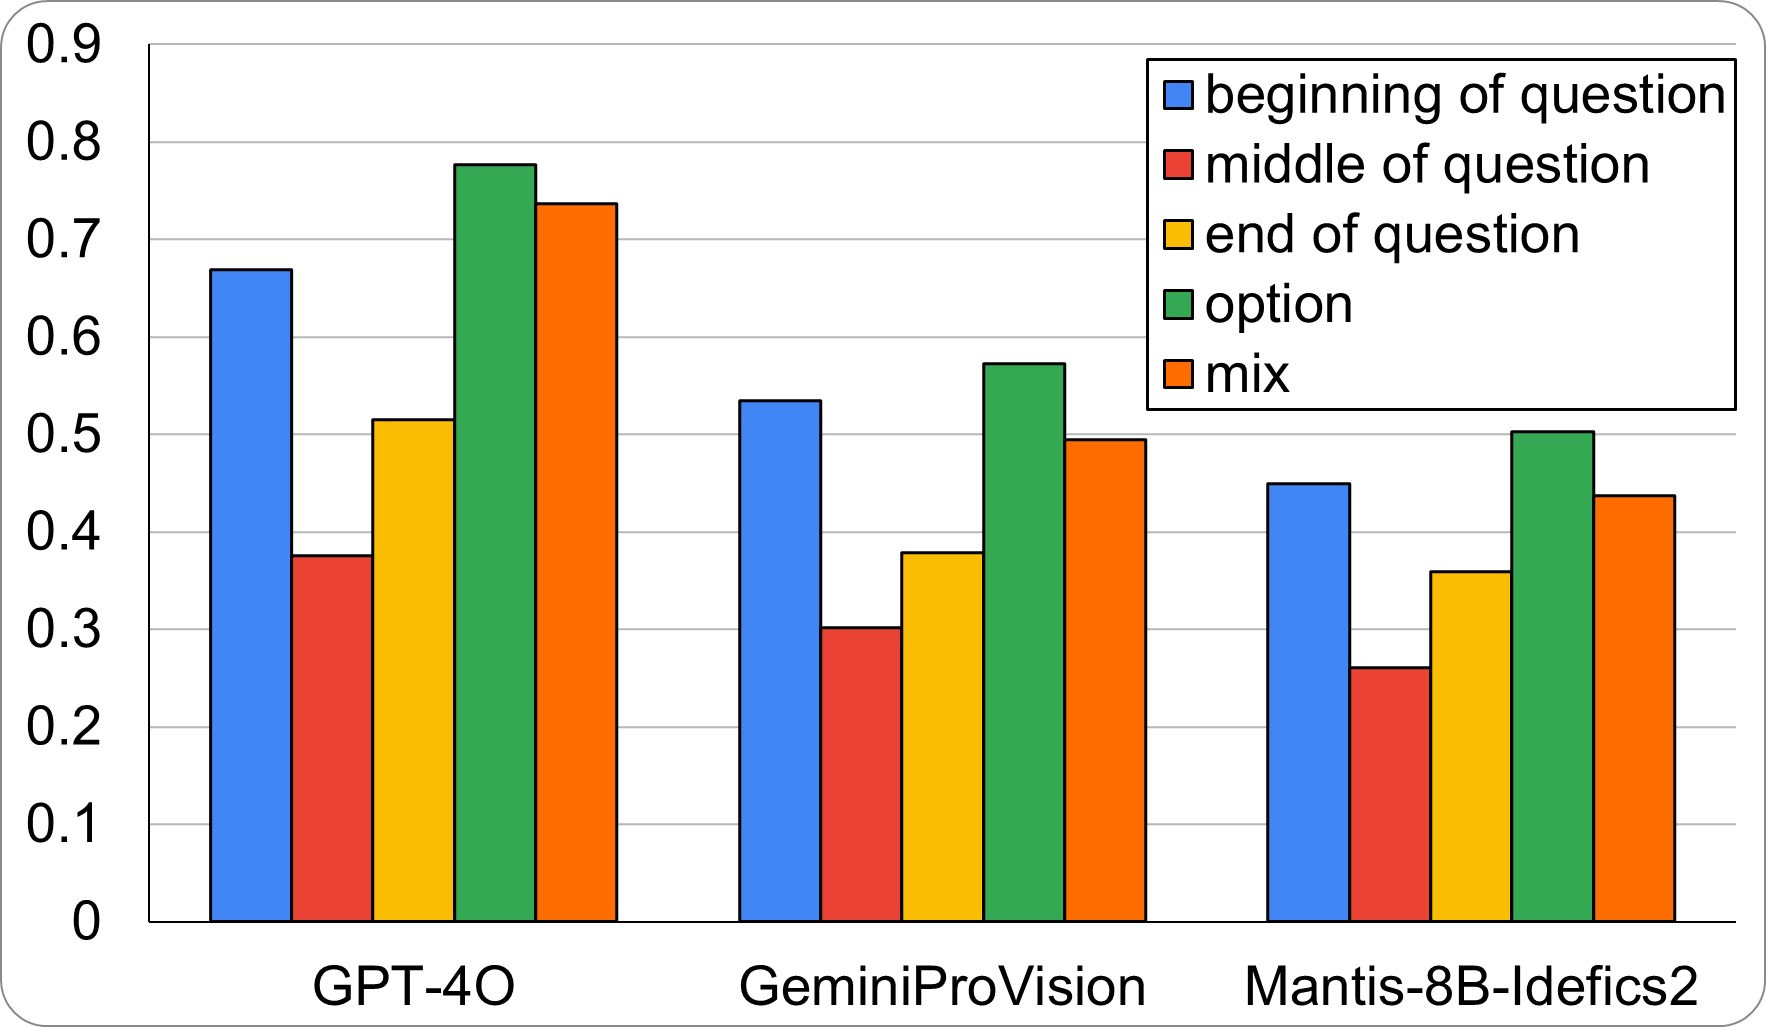 0.9
0.8
0.7
0.6
0.5
0.4
0.3
0.2
0.1
0
beginning of question
middle of question
end of question
option
mix
GPT-4O
GeminiProVision
Mantis-8B-Idefics2